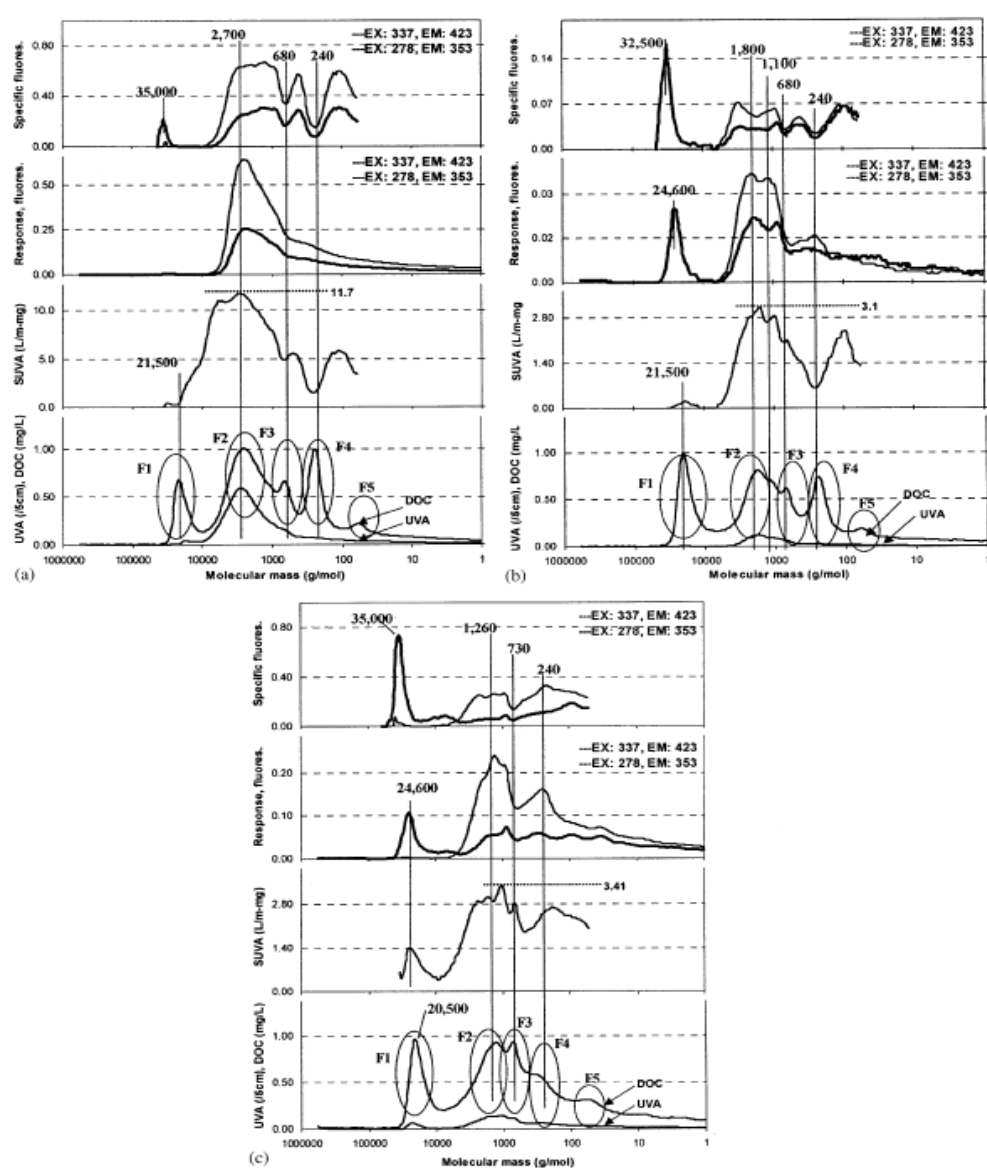 ---EX: 337, EM: 423
---EX: 278, EM: 353
2,700
680
240
35,000
Specific fluores.
0.80
0.40
0.00
---EX: 337, EM: 423
---EX: 278, EM: 353
Response, fluores.
0.50
0.25
0.00
11.7
21,500
SUVA (L/m-mg)
10.0
5.0
0.0
F1
F2
F3
F4
F5
DOC
UVA
UVA (/5cm), DOC (mg/L)
1.00
0.50
0.00
1000000
100000
10000
1000
100
10
1
(a)
Molecular mass (g/mol)
---EX: 337, EM: 423
---EX: 278, EM: 353
32,500
1,800
1,100
680
240
Specific fluores.
0.14
0.07
0.00
---EX: 337, EM: 423
---EX: 278, EM: 353
24,600
Response, fluores.
0.03
0.02
0.00
3.1
21,500
SUVA (L/m-mg)
2.80
1.40
0.00
F1
F2
F3
F4
F5
DOC
UVA
UVA (/5cm), DOC (mg/L)
1.00
0.50
0.00
1000000
100000
10000
1000
100
10
1
(b)
Molecular mass (g/mol)
35,000
1,260
730
240
---EX: 337, EM: 423
---EX: 278, EM: 353
Specific fluores.
0.80
0.40
0.00
---EX: 337, EM: 423
---EX: 278, EM: 353
24,600
Response, fluores.
0.20
0.10
0.00
3.41
SUVA (L/m-mg)
2.80
1.40
0.00
20,500
F1
F2
F3
F4
F5
DOC
UVA
UVA (/5cm), DOC (mg/L)
1.00
0.50
0.00
1000000
100000
10000
1000
100
10
1
(c)
Molecular mass (g/mol)